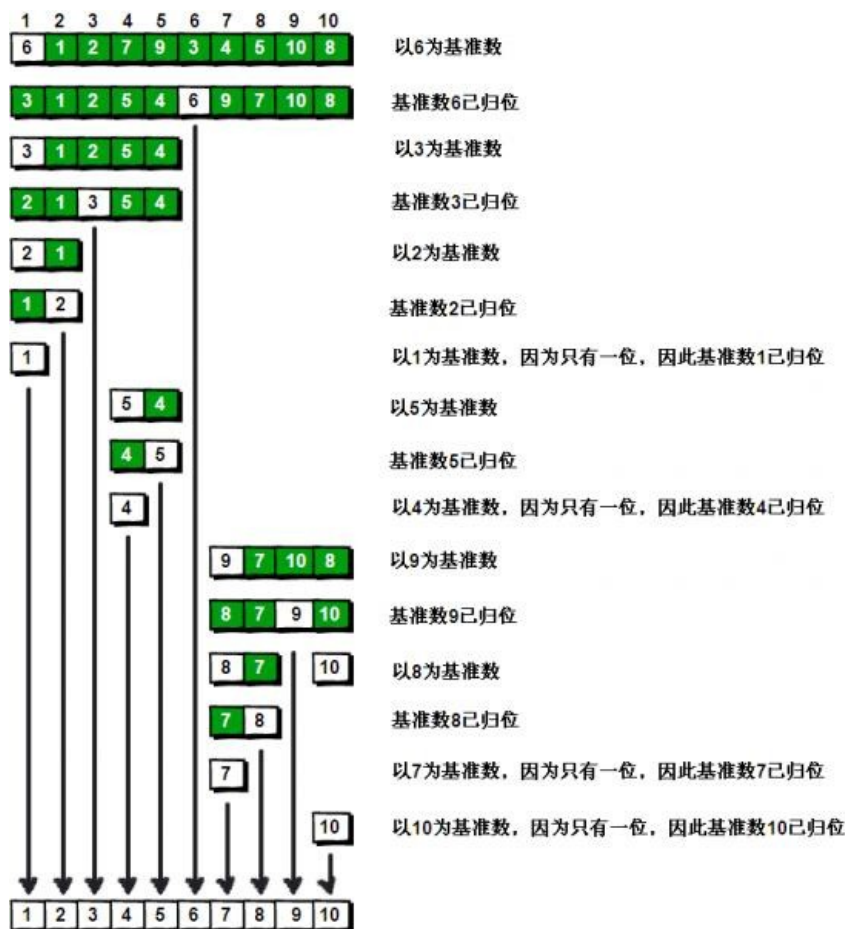 1 2 3 4 5 6 7 8 9 10
6 1 2 7 9 3 4 5 10 8 以6为基准数
3 1 2 5 4 6 9 7 10 8 基准数6已归位
3 1 2 5 4 以3为基准数
2 1 3 5 4 基准数3已归位
2 1 以2为基准数
1 2 基准数2已归位
1 以1为基准数，因为只有一位，因此基准数1已归位
5 4 以5为基准数
4 5 基准数5已归位
4 以4为基准数，因为只有一位，因此基准数4已归位
9 7 10 8 以9为基准数
8 7 9 10 基准数9已归位
8 7 10 以8为基准数
7 8 基准数8已归位
7 以7为基准数，因为只有一位，因此基准数7已归位
10 以10为基准数，因为只有一位，因此基准数10已归位
1 2 3 4 5 6 7 8 9 10